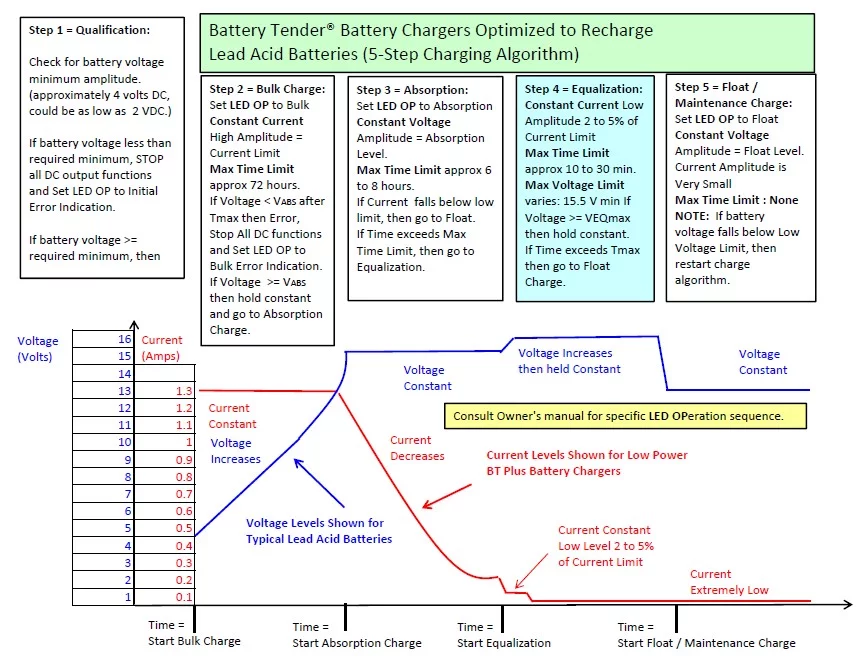 Step 1 = Qualification:
Check for battery voltage
minimum amplitude.
(approximately 4 volts DC,
could be as low as 2 VDC.)
If battery voltage less than
required minimum, STOP
all DC output functions
and Set LED OP to Initial
Error Indication.
If battery voltage >=
required minimum, then
Battery Tender® Battery Chargers Optimized to Recharge
Lead Acid Batteries (5-Step Charging Algorithm)
Step 2 = Bulk Charge:
Set LED OP to Bulk
Constant Current
High Amplitude =
Current Limit
Max Time Limit
approx 72 hours.
If Voltage < VABS after
Tmax then Error,
Stop All DC functions
and Set LED OP to
Bulk Error Indication.
If Voltage >= VABS
then hold constant
and go to Absorption
Charge.
Step 3 = Absorption:
Set LED OP to Absorption
Constant Voltage
Amplitude = Absorption
Level.
Max Time Limit approx 6
to 8 hours.
If Current falls below low
limit, then go to Float.
If Time exceeds Max
Time Limit, then go to
Equalization.
Step 4 = Equalization:
Constant Current Low
Amplitude 2 to 5% of
Current Limit
Max Time Limit
approx 10 to 30 min.
Max Voltage Limit
varies: 15.5 V min If
Voltage >= VEQmax
then hold constant.
If Time exceeds Tmax
then go to Float
Charge.
Step 5 = Float /
Maintenance Charge:
Set LED OP to Float
Constant Voltage
Amplitude = Float Level.
Current Amplitude is
Very Small
Max Time Limit : None
NOTE: If battery
voltage falls below Low
Voltage Limit, then
restart charge
algorithm.
Voltage
(Volts)
16
15
14
13
12
11
10
9
8
7
6
5
4
3
2
1
Current
(Amps)
1.3
1.2
1.1
1
0.9
0.8
0.7
0.6
0.5
0.4
0.3
0.2
0.1
Current
Constant
Voltage
Increases
Voltage Levels Shown for
Typical Lead Acid Batteries
Voltage
Constant
Current
Decreases
Voltage Increases
then held Constant
Voltage
Constant
Consult Owner's manual for specific LED OPeration sequence.
Current Levels Shown for Low Power
BT Plus Battery Chargers
Current Constant
Low Level 2 to 5%
of Current Limit
Current
Extremely Low
Time =
Start Bulk Charge
Time =
Start Absorption Charge
Time =
Start Equalization
Time =
Start Float / Maintenance Charge